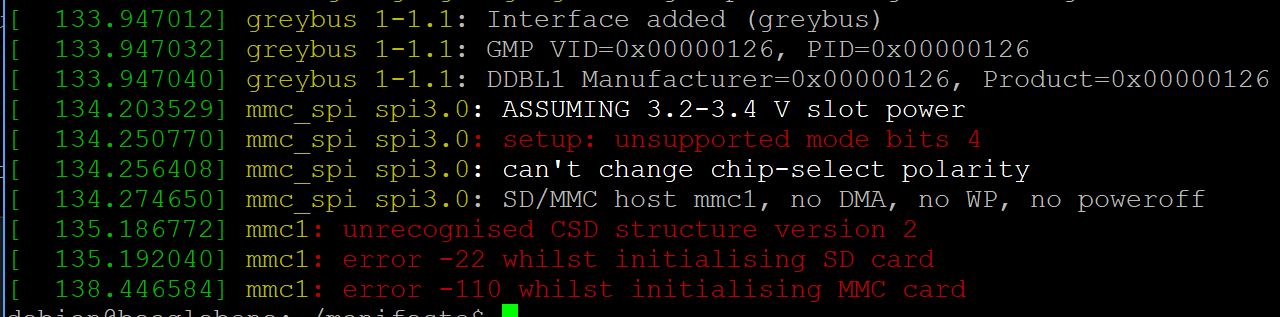 [  133.947012] greybus 1-1.1: Interface added (greybus)
[  133.947032] greybus 1-1.1: GMP VID=0x00000126, PID=0x00000126
[  133.947040] greybus 1-1.1: DDBL1 Manufacturer=0x00000126, Product=0x00000126
[  134.203529] mmc_spi spi3.0: ASSUMING 3.2-3.4 V slot power
[  134.250770] mmc_spi spi3.0: setup: unsupported mode bits 4
[  134.256408] mmc_spi spi3.0: can't change chip-select polarity
[  134.274650] mmc_spi spi3.0: SD/MMC host mmc1, no DMA, no WP, no poweroff
[  135.186772] mmc1: unrecognised CSD structure version 2
[  135.192040] mmc1: error -22 whilst initialising SD card
[  138.446584] mmc1: error -110 whilst initialising MMC card